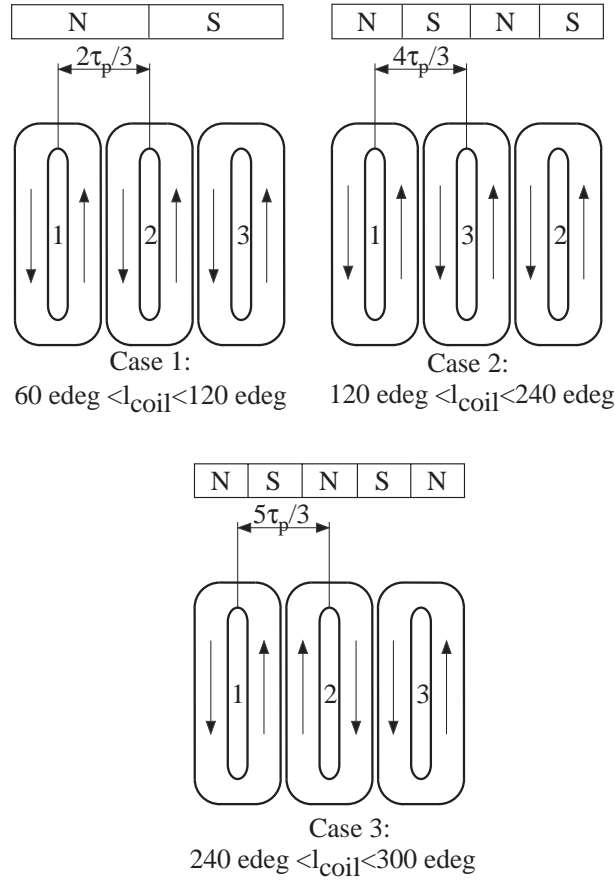 N S
2τp/3
1 2 3
Case 1:
60 edeg <lcoil<120 edeg
N S N S
4τp/3
1 3 2
Case 2:
120 edeg <lcoil<240 edeg
N S N S N
5τp/3
1 2 3
Case 3:
240 edeg <lcoil<300 edeg